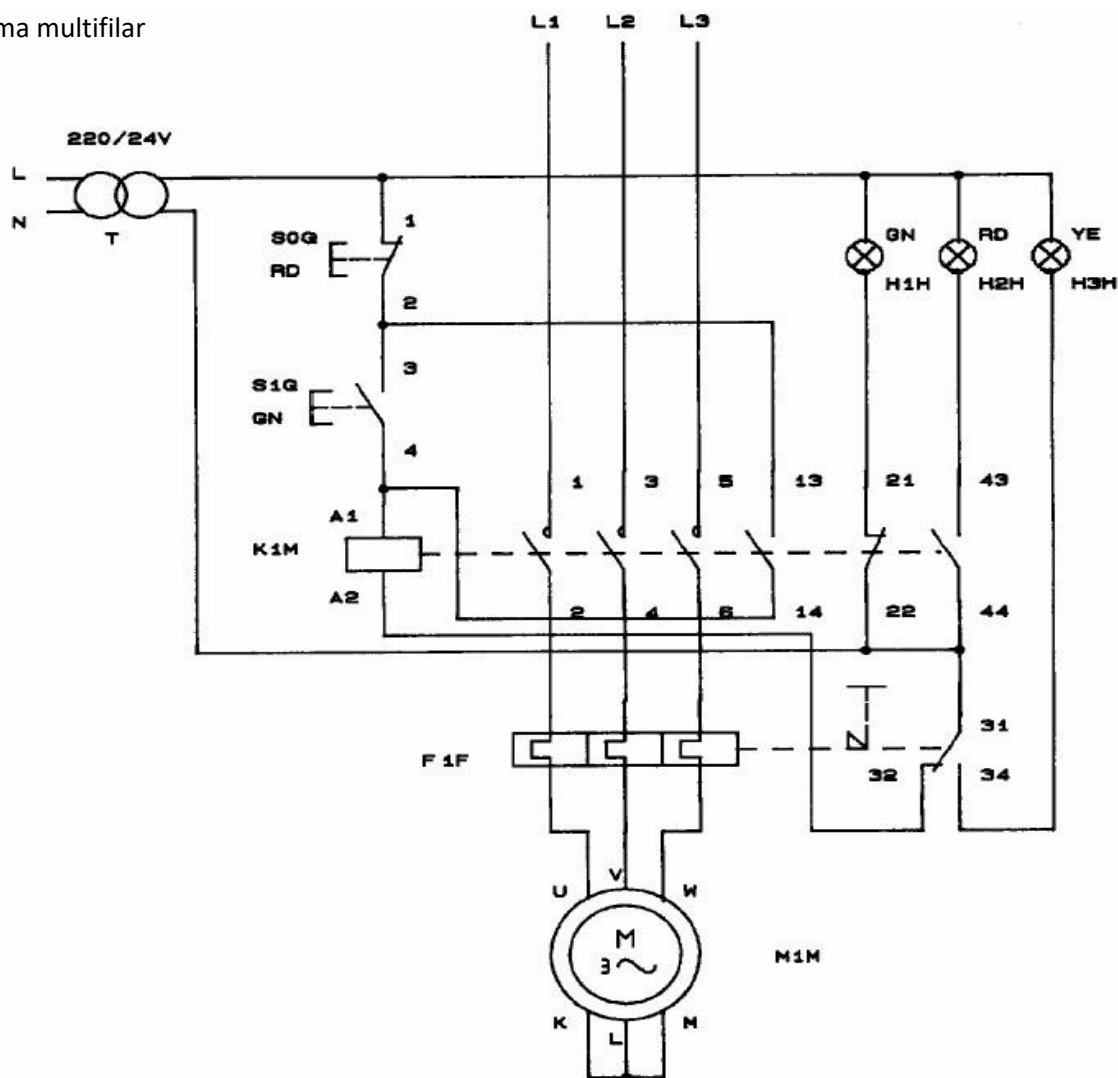 ma multifilar
L1 L2 L3
220/24V
L
N
T
1
S0Q
RD
2
3
S1Q
GN
4
GN RD YE
H1H H2H H3H
1 3 5 13 21 43
A1
K1M
A2
2 4 6 14 22 44
31
F1F
32 34
U V W
M
3~
M1M
K L M